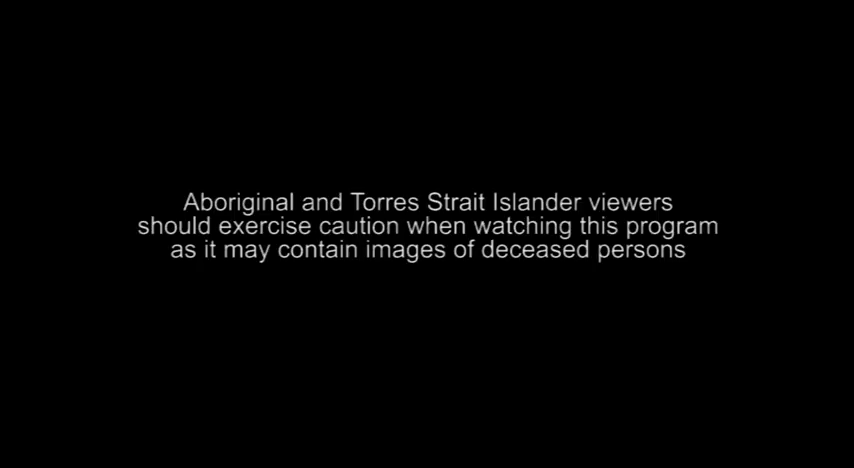 Aboriginal and Torres Strait Islander viewers
should exercise caution when watching this program
as it may contain images of deceased persons